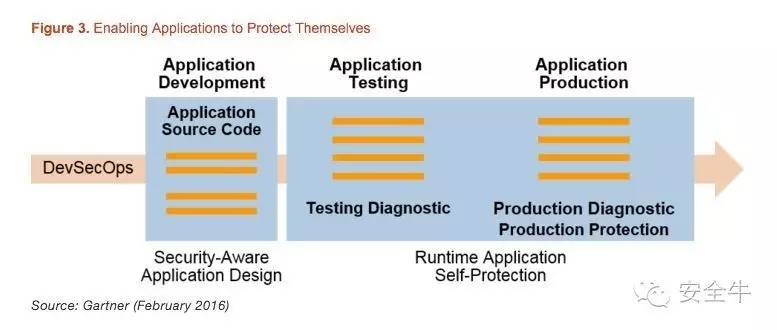 Figure 3. Enabling Applications to Protect Themselves
Application
Development
Application
Testing
Application
Production
Application
Source Code
DevSecOps
Testing Diagnostic
Production Diagnostic
Production Protection
Security-Aware
Application Design
Runtime Application
Self-Protection
Source: Gartner (February 2016)
安全牛